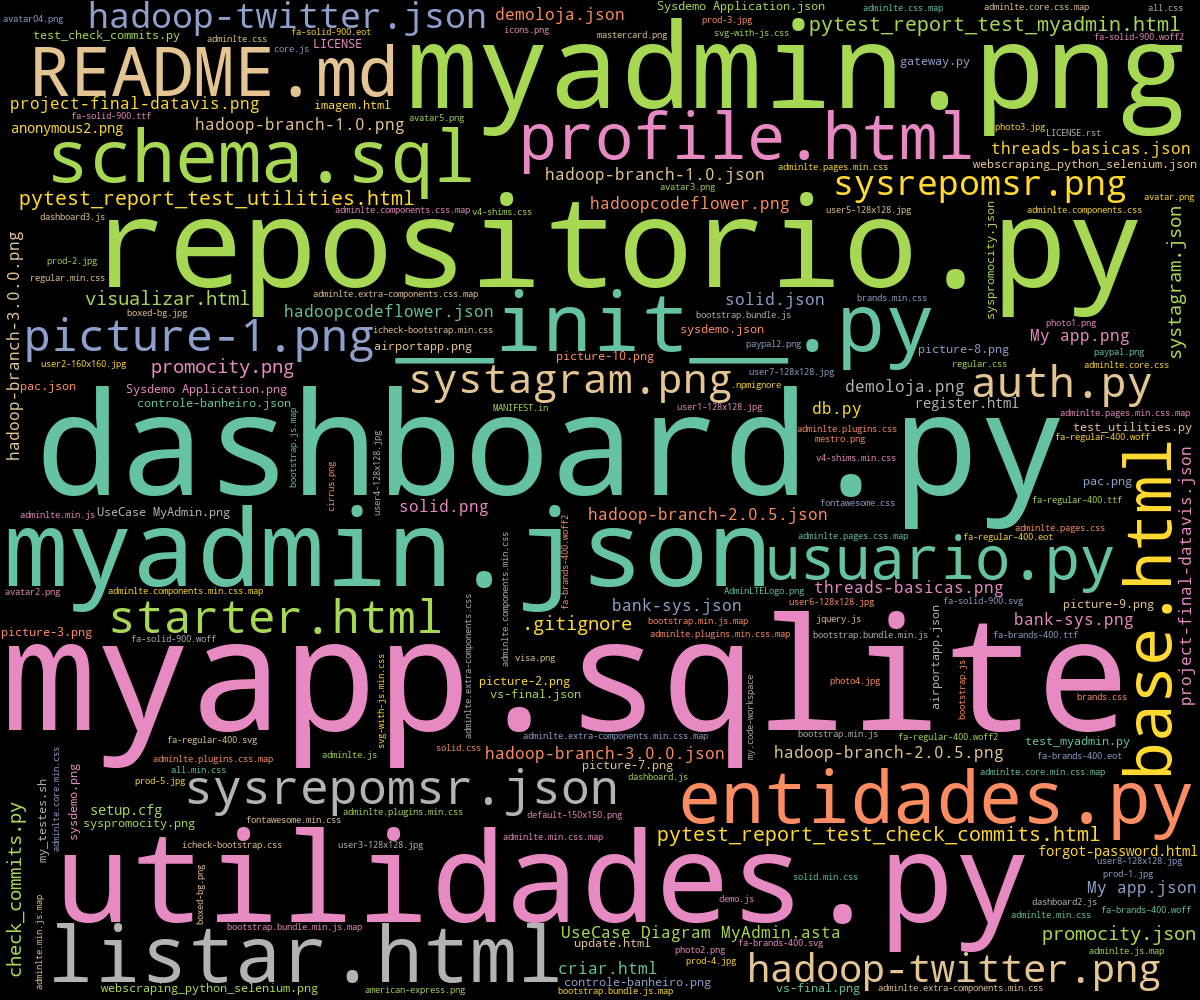 avatar04.png
hadoop-twitter.json
demoloja.json
Sysdemo Application.json
adminlte.css.map
adminlte.core.css.map
all.css
icons.png
prod-3.jpg
pytest_report_test_myadmin.html
test_check_commits.py
adminlte.css
fa-solid-900.eot
mastercard.png
svg-with-js.css
fa-solid-900.woff2
core.js
LICENSE
README.md
myadmin.png
gateway.py
project-final-datavis.png
imagem.html
fa-solid-900.ttf
avatar5.png
anonymous2.png
hadoop-branch-1.0.png
profile.html
photo3.jpg
LICENSE.rst
schema.sql
threads-basicas.json
webscraping_python_selenium.json
adminlte.pages.min.css
hadoop-branch-1.0.json
sysrepomsr.png
avatar3.png
pytest_report_test_utilities.html
avatar.png
hadoopcodeflower.png
adminlte.components.css.map
v4-shims.css
user5-128x128.jpg
adminlte.components.css
dashboard3.js
repositorio.py
syspromocity.json
systagram.json
hadoop-branch-3.0.0.png
prod-2.jpg
regular.min.css
visualizar.html
adminlte.extra-components.css.map
solid.json
brands.min.css
boxed-bg.jpg
hadoopcodeflower.json
bootstrap.bundle.js
__init__.py
photo1.png
picture-1.png
icheck-bootstrap.min.css
sysdemo.json
My app.png
airportapp.png
paypal2.png
picture-8.png
paypal.png
picture-10.png
user2-160x160.jpg
promocity.png
user7-128x128.jpg
regular.css
adminlte.core.css
pac.json
Sysdemo Application.png
systagram.png
.npmignore
demoloja.png
auth.py
controle-banheiro.json
MANIFEST.in
user1-128x128.jpg
db.py
register.html
adminlte.pages.min.css.map
dashboard.py
bootstrap.js.map
adminlte.plugins.css
test_utilities.py
mestro.png
fa-regular-400.woff
user4-128x128.jpg
cirrus.png
v4-shims.min.css
base.html
project-final-datavis.json
pac.png
fontawesome.css
fa-regular-400.ttf
adminlte.min.js
UseCase MyAdmin.png
solid.png
hadoop-branch-2.0.5.json
adminlte.pages.css
myadmin.json
fa-brands-400.woff2
adminlte.components.min.css
adminlte.pages.css.map
fa-regular-400.eot
usuario.py
avatar2.png
adminlte.components.min.css.map
AdminLTELogo.png
threads-basicas.png
starter.html
adminlte.extra-components.css
bank-sys.json
user6-128x128.jpg
fa-solid-900.svg
picture-9.png
airportapp.json
.gitignore
bootstrap.min.js.map
jquery.js
bank-sys.png
picture-3.png
fa-solid-900.woff
adminlte.plugins.min.css.map
bootstrap.bundle.min.js
fa-brands-400.ttf
myapp.sqlite
svg-with-js.min.css
visa.png
bootstrap.js
picture-2.png
photo4.jpg
vs-final.json
my.code-workspace
brands.css
fa-regular-400.svg
adminlte.extra-components.min.css.map
bootstrap.min.js
fa-regular-400.woff2
test_myadmin.py
adminlte.plugins.css.map
adminlte.js
solid.css
hadoop-branch-3.0.0.json
hadoop-branch-2.0.5.png
fa-brands-400.eot
picture-7.png
all.min.css
dashboard.js
adminlte.core.min.css.map
my_testes.sh
adminlte.core.min.css
sysdemo.png
prod-5.jpg
sysrepomsr.json
entidades.py
setup.cfg
check_commits.py
syspromocity.png
fontawesome.min.css
adminlte.plugins.min.css
default-150x150.png
pytest_report_test_check_commits.html
icheck-bootstrap.css
user3-128x128.jpg
adminlte.min.css.map
forgot-password.html
utilidades.py
user8-128x128.jpg
prod-1.jpg
boxed-bg.png
solid.min.css
My app.json
adminlte.min.js.map
demo.js
dashboard2.js
fa-brands-400.woff
adminlte.min.css
bootstrap.bundle.min.js.map
listar.html
UseCase Diagram MyAdmin.asta
promocity.json
update.html
photo2.png
fa-brands-400.svg
adminlte.js.map
criar.html
prod-4.jpg
hadoop-twitter.png
controle-banheiro.png
webscraping_python_selenium.png
american-express.png
bootstrap.bundle.js.map
vs-final.png
adminlte.extra-components.min.css